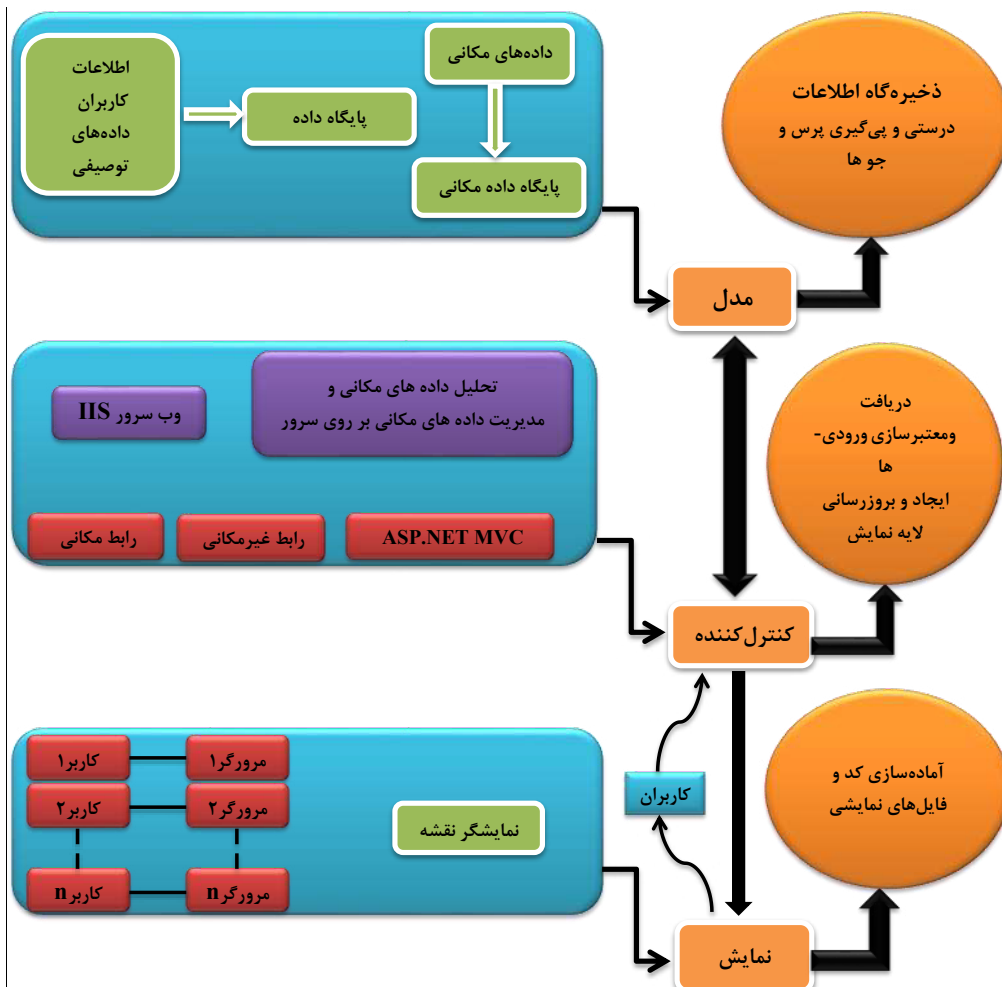 ذخیره‌گاه اطلاعات
درستی و پی‌گیری پرس و
جو ها
داده‌های مکانی
پایگاه داده مکانی
اطلاعات
کاربران
داده‌های
توصیفی
پایگاه داده
مدل
دریافت
ومعتبرسازی ورودی-
ها
ایجاد و بروزرسانی
لایه نمایش
تحلیل داده های مکانی و
مدیریت داده های مکانی بر روی سرور
وب سرور IIS
ASP.NET MVC
رابط غیرمکانی
رابط مکانی
کنترل‌کننده
آماده‌سازی کد و
فایل‌های نمایشی
کاربران
نمایشگر نقشه
مرورگر۱
کاربر۱
مرورگر۲
کاربر۲
مرورگرn
کاربرn
نمایش